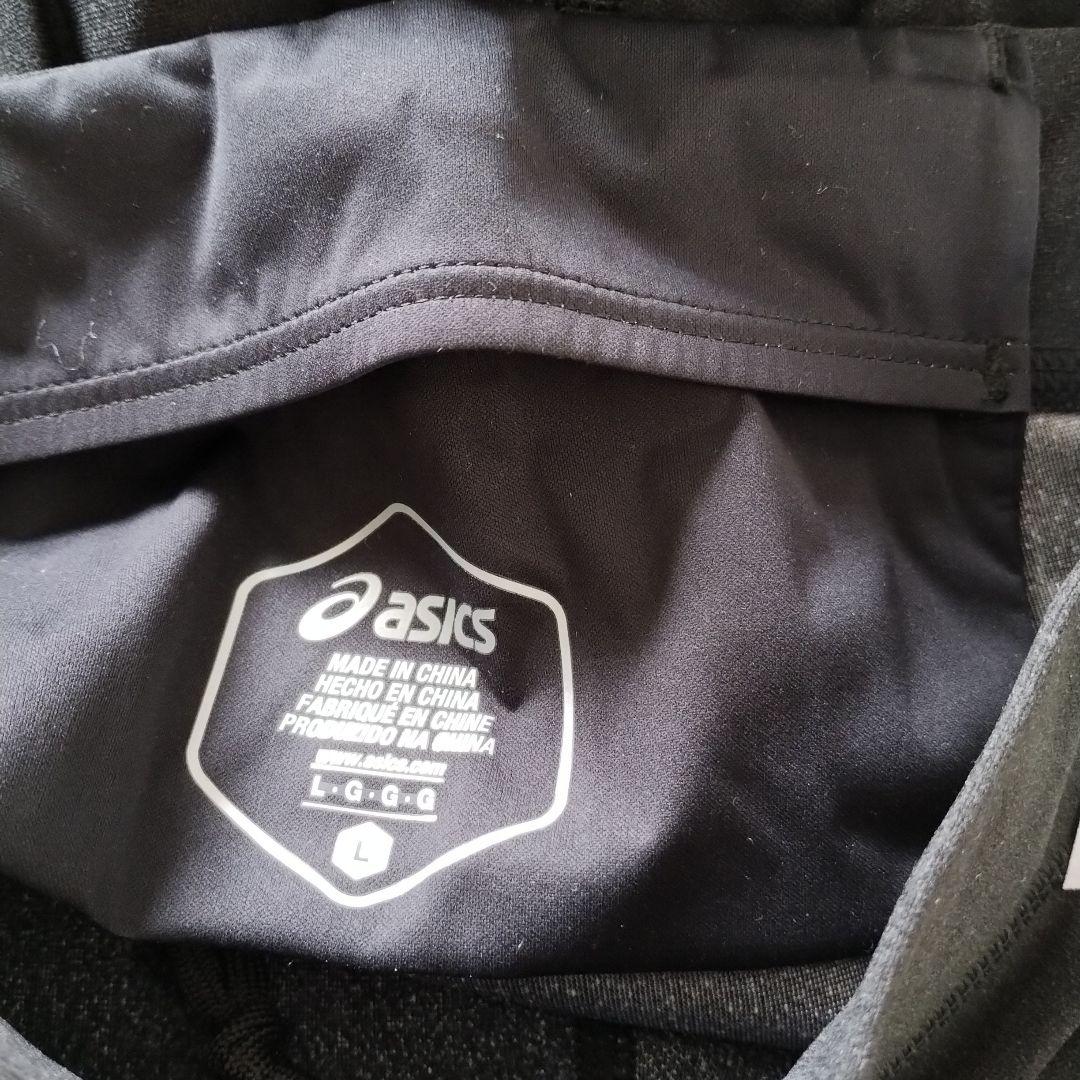 asics
MADE IN CHINA
HECHO EN CHINA
FABRIQUÉ EN CHINE
PRODUZIDO NA CHINA
www.asics.com
L·G·G·G
L